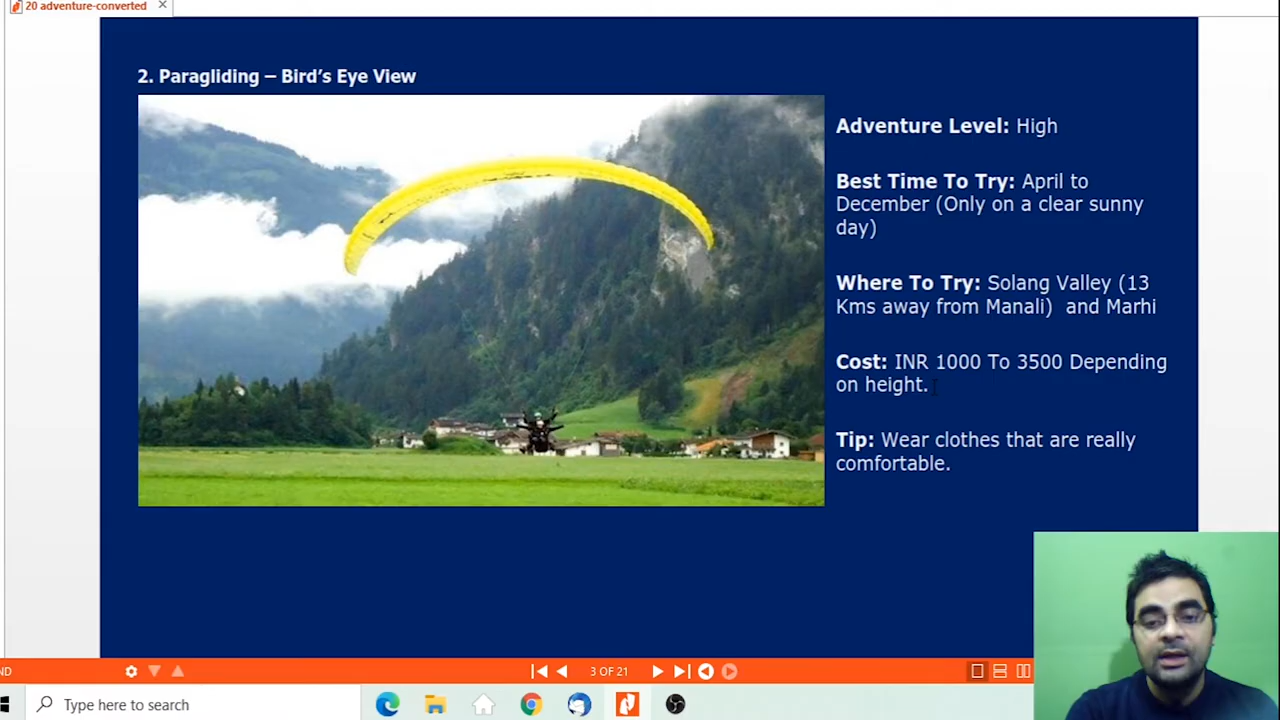 20 adventure-converted
2. Paragliding – Bird's Eye View
Adventure Level: High
Best Time To Try: April to
December (Only on a clear sunny
day)
Where To Try: Solang Valley (13
Kms away from Manali)  and Marhi
Cost: INR 1000 To 3500 Depending
on height.
Tip: Wear clothes that are really
comfortable.
ND
3 OF 21
Type here to search